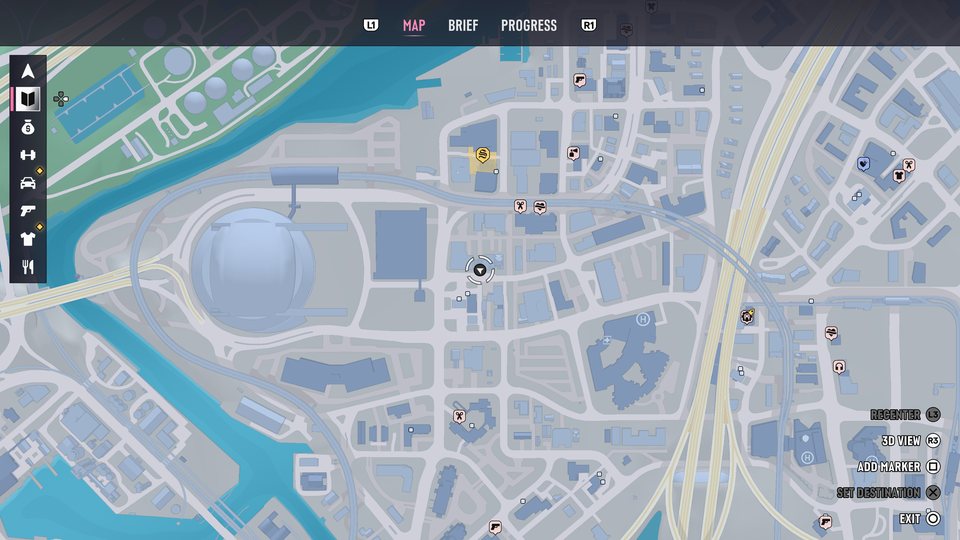 L1 MAP BRIEF PROGRESS R1
$
H
H
H
RECENTER L3
3D VIEW R3
ADD MARKER
SET DESTINATION
EXIT